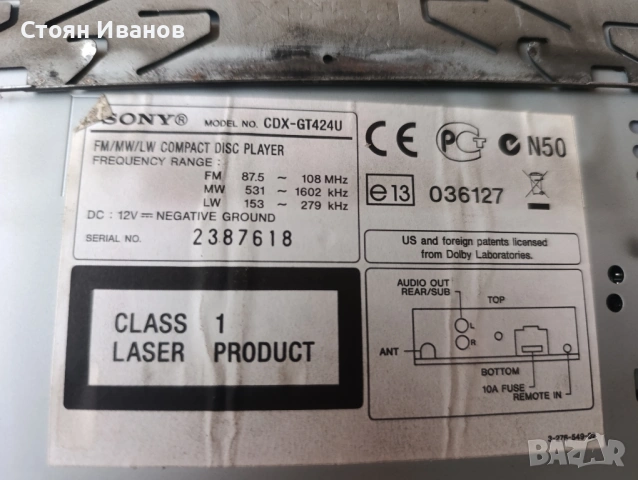 Стоян Иванов
SONY® MODEL NO. CDX-GT424U
FM/MW/LW COMPACT DISC PLAYER
FREQUENCY RANGE :
FM 87.5 ~ 108 MHz
MW 531 ~ 1602 kHz
LW 153 ~ 279 kHz
DC : 12V ⎓ NEGATIVE GROUND
SERIAL NO. 2387618
CE PCT N50
e13 036127
US and foreign patents licensed
from Dolby Laboratories.
CLASS 1
LASER PRODUCT
AUDIO OUT
REAR/SUB
TOP
L
R
ANT
BOTTOM
10A FUSE
REMOTE IN
bazar